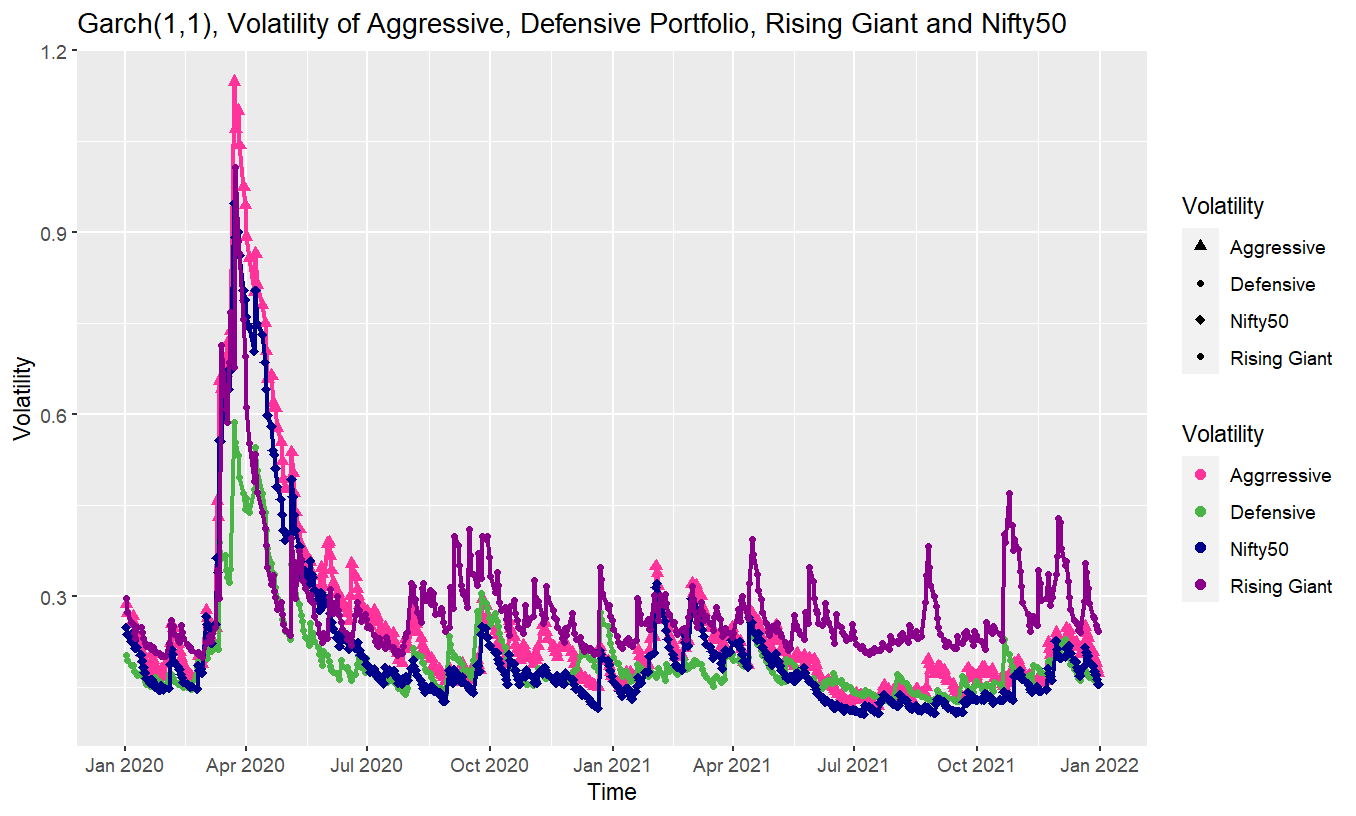 Garch(1,1), Volatility of Aggressive, Defensive Portfolio, Rising Giant and Nifty50
1.2
0.9
0.6
0.3
Volatility
Jan 2020
Apr 2020
Jul 2020
Oct 2020
Jan 2021
Apr 2021
Jul 2021
Oct 2021
Jan 2022
Time
Volatility
Aggressive
Defensive
Nifty50
Rising Giant
Volatility
Aggrressive
Defensive
Nifty50
Rising Giant